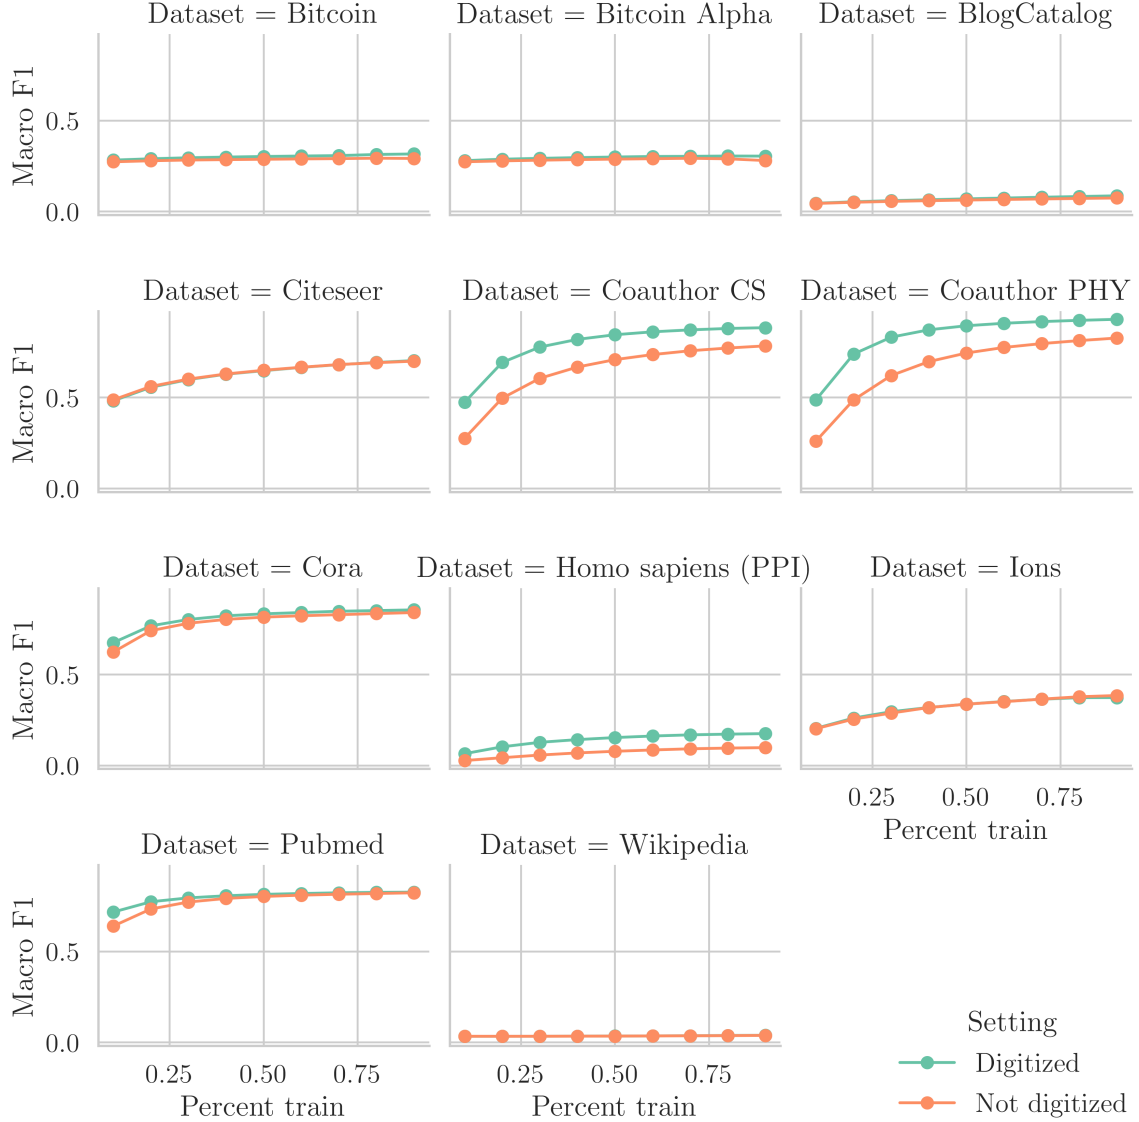 Dataset = Bitcoin
Dataset = Bitcoin Alpha
Dataset = BlogCatalog
Macro F1
0.5
0.0
Dataset = Citeseer
Dataset = Coauthor CS
Dataset = Coauthor PHY
Macro F1
0.5
0.0
Dataset = Cora
Dataset = Homo sapiens (PPI)
Dataset = Ions
Macro F1
0.5
0.0
0.25 0.50 0.75
Percent train
Dataset = Pubmed
Dataset = Wikipedia
Macro F1
0.5
0.0
0.25 0.50 0.75
Percent train
0.25 0.50 0.75
Percent train
Setting
Digitized
Not digitized